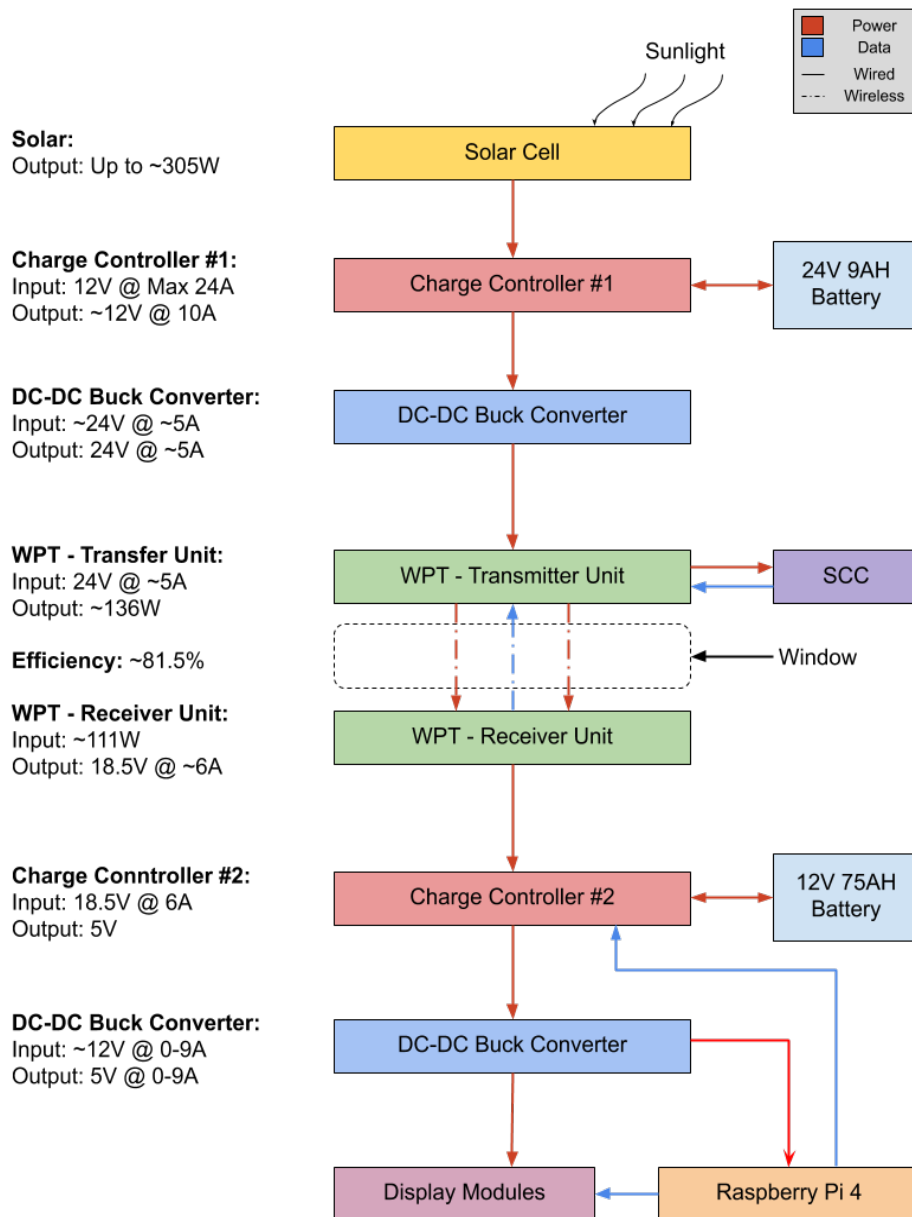 Power
Data
Wired
Wireless
Sunlight
Solar:
Output: Up to ~305W
Solar Cell
Charge Controller #1:
Input: 12V @ Max 24A
Output: ~12V @ 10A
Charge Controller #1
24V 9AH
Battery
DC-DC Buck Converter:
Input: ~24V @ ~5A
Output: 24V @ ~5A
DC-DC Buck Converter
WPT - Transfer Unit:
Input: 24V @ ~5A
Output: ~136W
WPT - Transmitter Unit
SCC
Efficiency: ~81.5%
Window
WPT - Receiver Unit:
Input: ~111W
Output: 18.5V @ ~6A
WPT - Receiver Unit
Charge Conntroller #2:
Input: 18.5V @ 6A
Output: 5V
Charge Controller #2
12V 75AH
Battery
DC-DC Buck Converter:
Input: ~12V @ 0-9A
Output: 5V @ 0-9A
DC-DC Buck Converter
Display Modules
Raspberry Pi 4